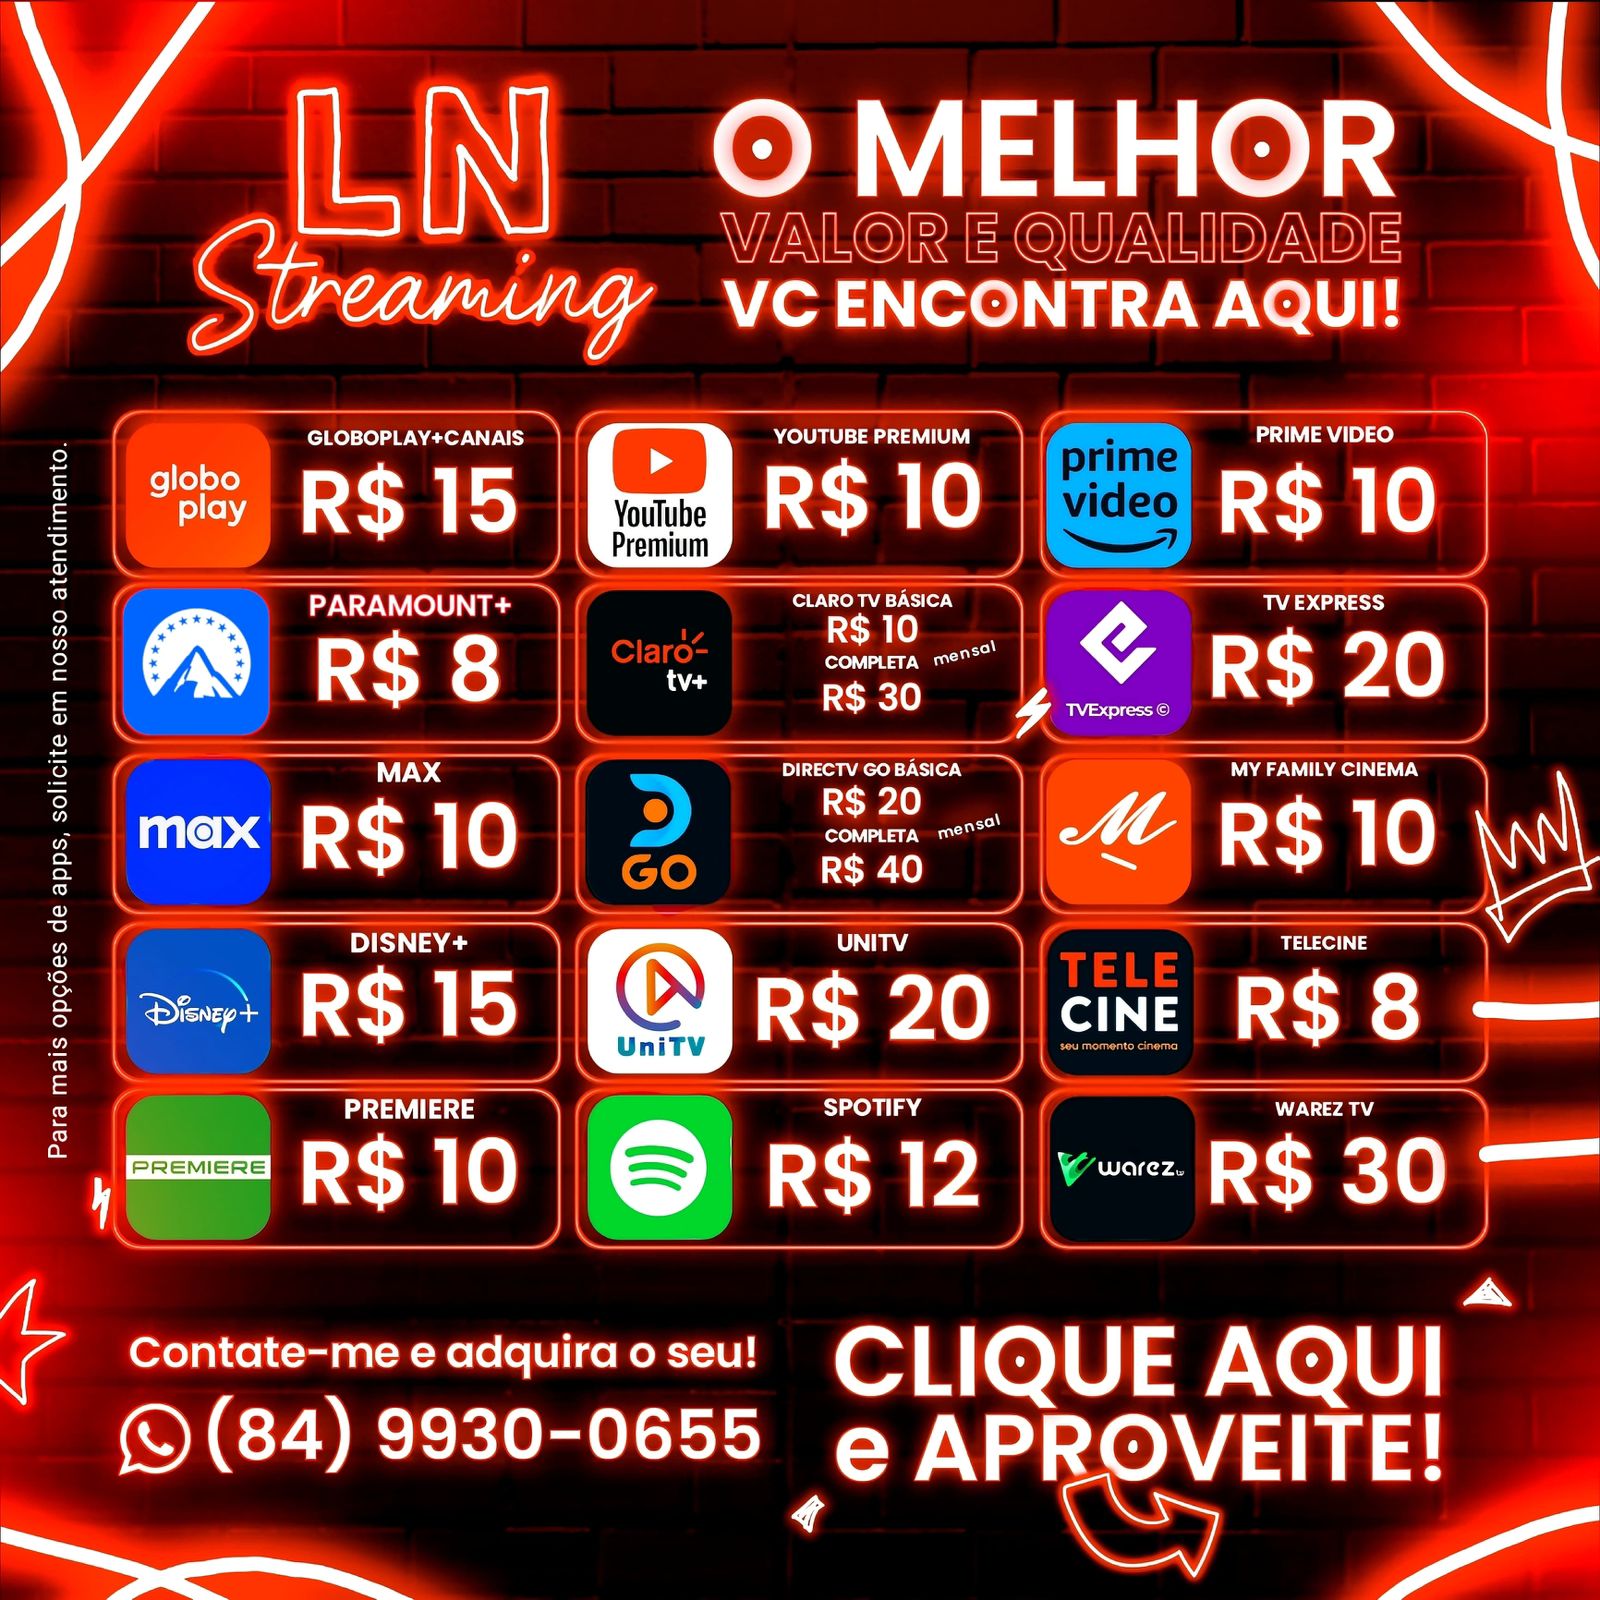 LN
Streaming
O MELHOR
VALOR E QUALIDADE
VC ENCONTRA AQUI!
Para mais opções de apps, solicite em nosso atendimento.
globo
play
GLOBOPLAY+CANAIS
R$ 15
YouTube
Premium
YOUTUBE PREMIUM
R$ 10
prime
video
PRIME VIDEO
R$ 10
PARAMOUNT+
R$ 8
Claro
tv+
CLARO TV BÁSICA
R$ 10
COMPLETA mensal
R$ 30
TVExpress ©
TV EXPRESS
R$ 20
max
MAX
R$ 10
GO
DIRECTV GO BÁSICA
R$ 20
COMPLETA mensal
R$ 40
M
MY FAMILY CINEMA
R$ 10
Disney+
DISNEY+
R$ 15
UniTV
UNITV
R$ 20
TELE
CINE
seu momento cinema
TELECINE
R$ 8
PREMIERE
PREMIERE
R$ 10
SPOTIFY
R$ 12
warez tv
WAREZ TV
R$ 30
Contate-me e adquira o seu!
(84) 9930-0655
CLIQUE AQUI
e APROVEITE!